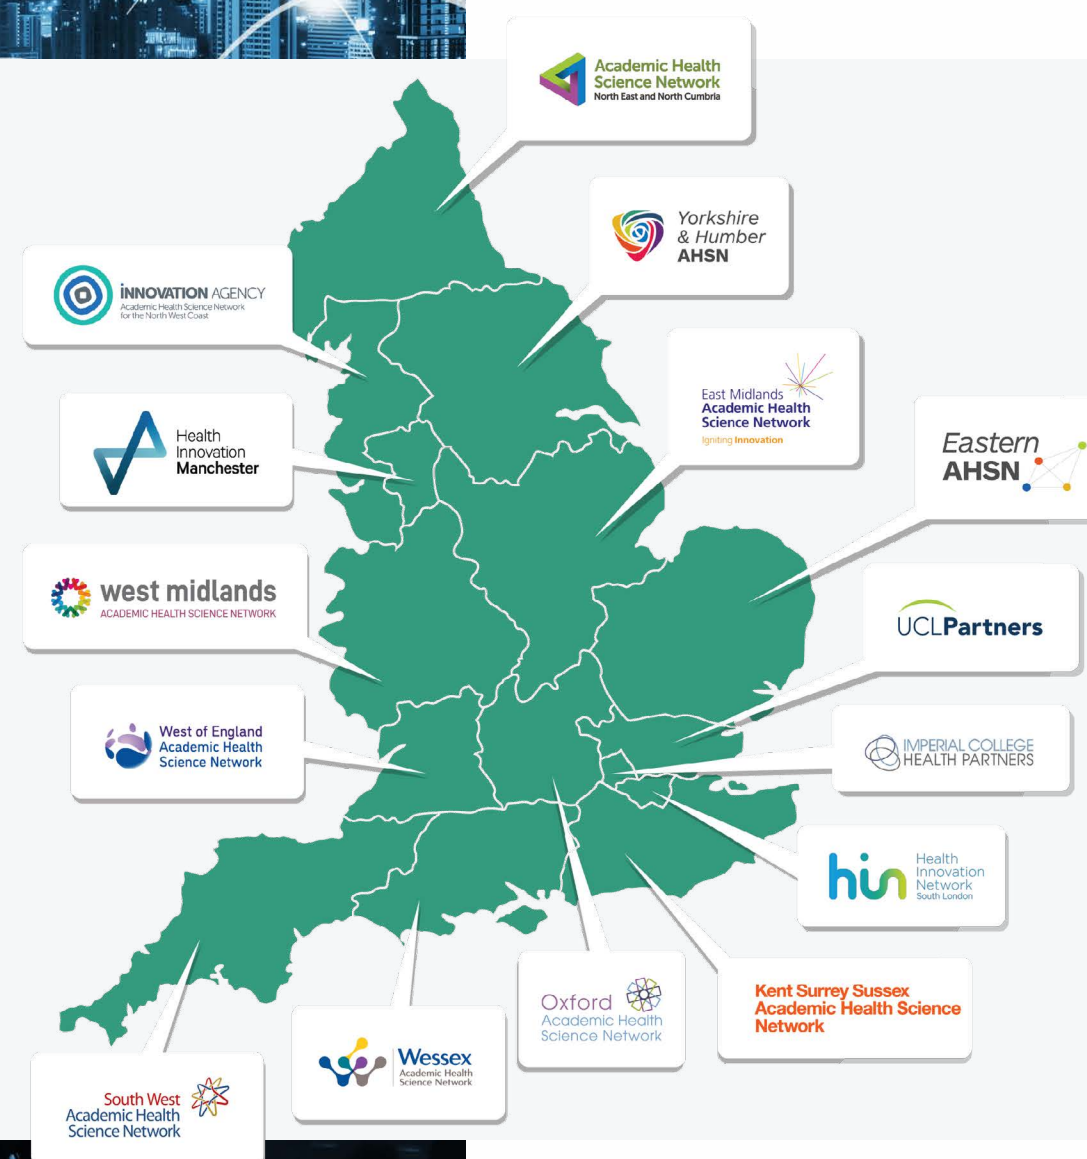 Academic Health
Science Network
North East and North Cumbria
Yorkshire
& Humber
AHSN
iNNOVATION AGENCY
Academic Health Science Network
for the North West Coast
East Midlands
Academic Health
Science Network
Igniting Innovation
Health
Innovation
Manchester
Eastern
AHSN
west midlands
ACADEMIC HEALTH SCIENCE NETWORK
UCLPartners
West of England
Academic Health
Science Network
IMPERIAL COLLEGE
HEALTH PARTNERS
hin
Health
Innovation
Network
South London
Oxford
Academic Health
Science Network
Kent Surrey Sussex
Academic Health Science
Network
Wessex
Academic Health
Science Network
South West
Academic Health
Science Network